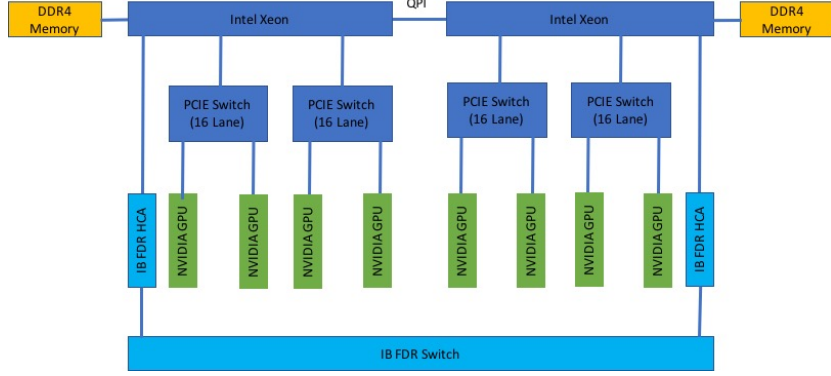 QPI
DDR4
Memory
Intel Xeon
Intel Xeon
DDR4
Memory
PCIE Switch
(16 Lane)
PCIE Switch
(16 Lane)
PCIE Switch
(16 Lane)
PCIE Switch
(16 Lane)
IB FDR HCA
NVIDIA GPU
NVIDIA GPU
NVIDIA GPU
NVIDIA GPU
NVIDIA GPU
NVIDIA GPU
NVIDIA GPU
NVIDIA GPU
IB FDR HCA
IB FDR Switch